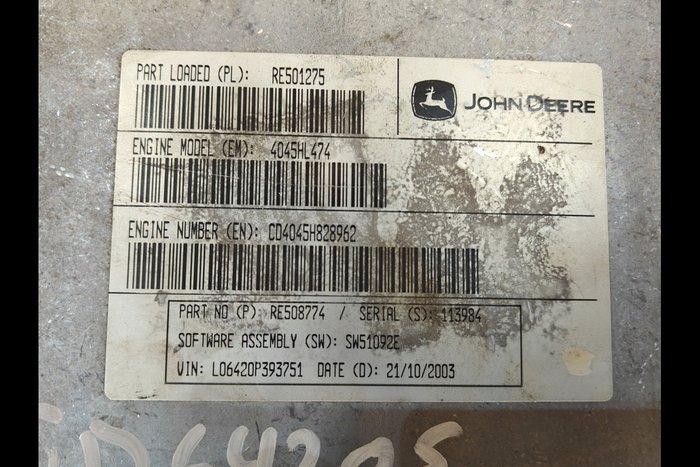 PART LOADED (PL): RE501275
JOHN DEERE
ENGINE MODEL (EM): 4045HL474
ENGINE NUMBER (EN): CD4045H828962
PART NO (P): RE508774 / SERIAL (S): 113984
SOFTWARE ASSEMBLY (SW): SW51092E
VIN: L06420P393751 DATE (D): 21/10/2003